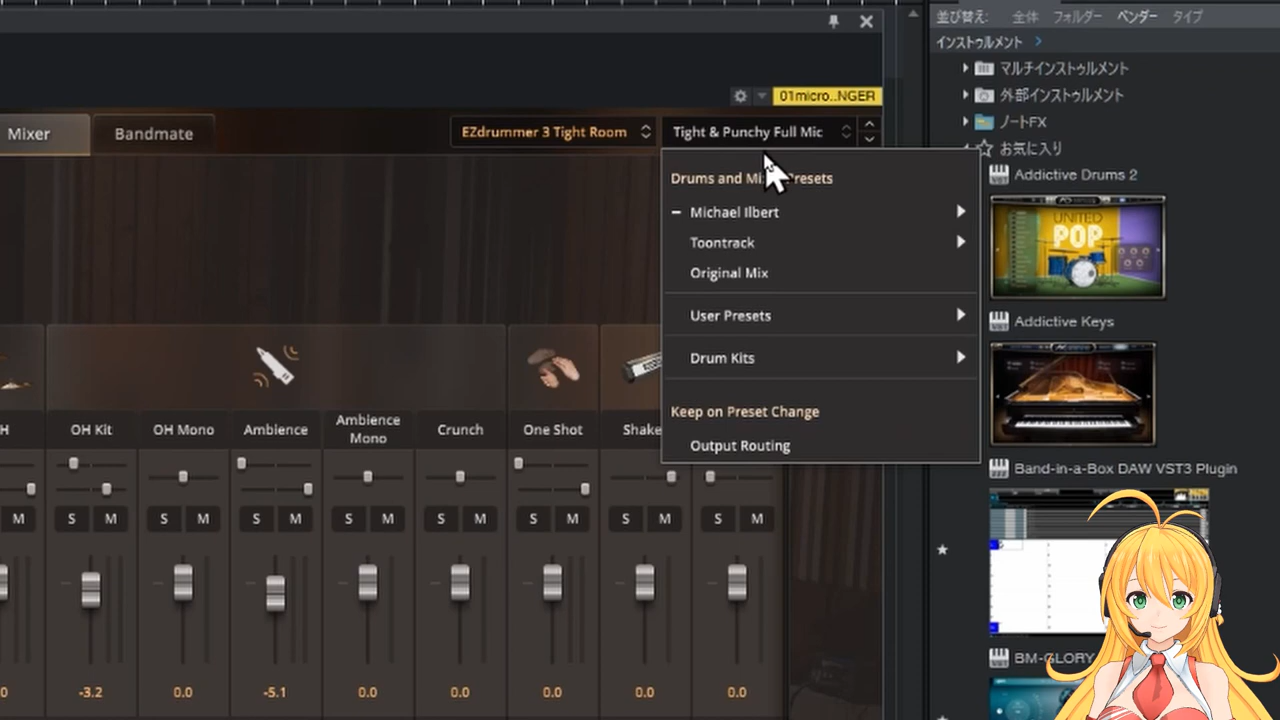 並び替え: 全体 フォルダー ベンダー タイプ
インストゥルメント >
マルチインストゥルメント
外部インストゥルメント
ノートFX
お気に入り
01micro..NGER
Mixer
Bandmate
EZdrummer 3 Tight Room
Tight & Punchy Full Mic
Drums and Mi Presets
Michael Ilbert
Toontrack
Original Mix
User Presets
Drum Kits
Keep on Preset Change
Output Routing
Addictive Drums 2
UNITED
POP
Addictive Keys
Band-in-a-Box DAW VST3 Plugin
BM-GLORY
H
OH Kit
OH Mono
Ambience
Ambience
Mono
Crunch
One Shot
Shake
M S M S M S M S M S M S M S M S M
0 -3.2 0.0 -5.1 0.0 0.0 0.0 0.0 0.0